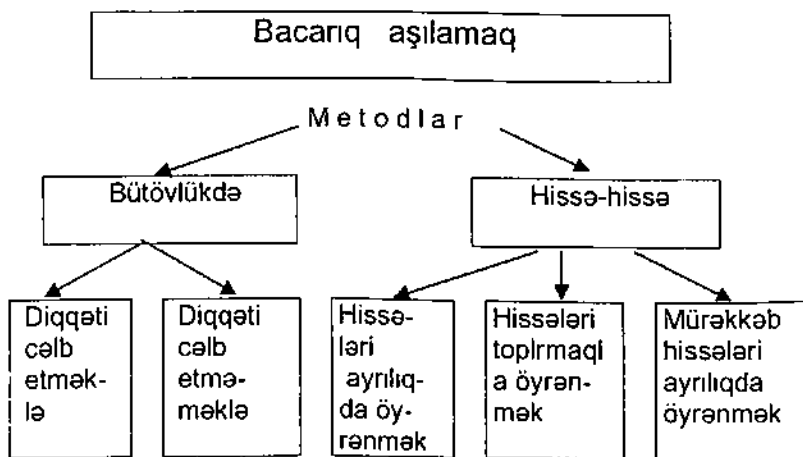 Bacarıq aşılamaq
Metodlar
Bütövlükdə
Hissə-hissə
Diqqəti
cəlb
etmək-
lə
Diqqəti
cəlb
etmə-
məklə
Hissə-
ləri
ayrılıq-
da öy-
rənmək
Hissələri
toplrmaql
a öyrən-
mək
Mürəkkəb
hissələri
ayrılıqda
öyrənmək